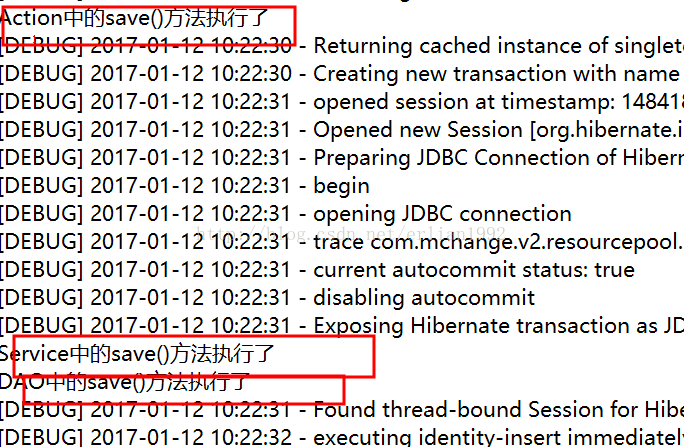 Action中的save()方法执行了
[DEBUG] 2017-01-12 10:22:30 - Returning cached instance of
[DEBUG] 2017-01-12 10:22:30 - Creating new transaction with name
[DEBUG] 2017-01-12 10:22:31 - opened session at timestamp: 148418
[DEBUG] 2017-01-12 10:22:31 - Opened new Session [org.hibernate.i
[DEBUG] 2017-01-12 10:22:31 - Preparing JDBC Connection of Hibern
[DEBUG] 2017-01-12 10:22:31 - begin
[DEBUG] 2017-01-12 10:22:31 - opening JDBC connection
http://blog.csdn.net/erlian1992
[DEBUG] 2017-01-12 10:22:31 - trace com.mchange.v2.resourcepool.
[DEBUG] 2017-01-12 10:22:31 - current autocommit status: true
[DEBUG] 2017-01-12 10:22:31 - disabling autocommit
[DEBUG] 2017-01-12 10:22:31 - Exposing Hibernate transaction as JD
Service中的save()方法执行了
DAO中的save()方法执行了
[DEBUG] 2017-01-12 10:22:31 - Found thread-bound Session for Hibe
[DEBUG] 2017-01-12 10:22:32 - executing identity-insert immediately